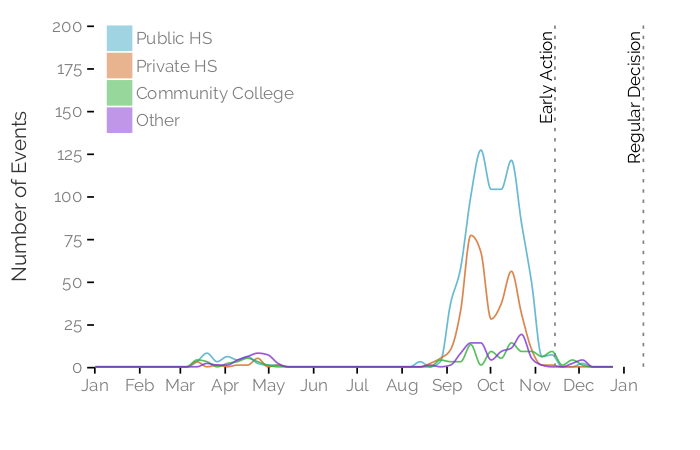 200
175
150
125
100
75
50
25
0
Number of Events
Public HS
Private HS
Community College
Other
Early Action
Regular Decision
Jan Feb Mar Apr May Jun Jul Aug Sep Oct Nov Dec Jan